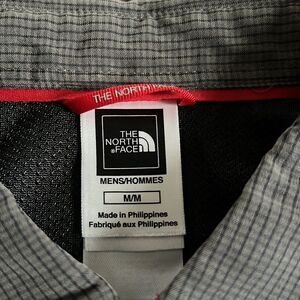 THE NORTH
THE
NORTH
FACE
MENS/HOMMES
M/M
Made in Philippines
Fabriqué aux Philippines